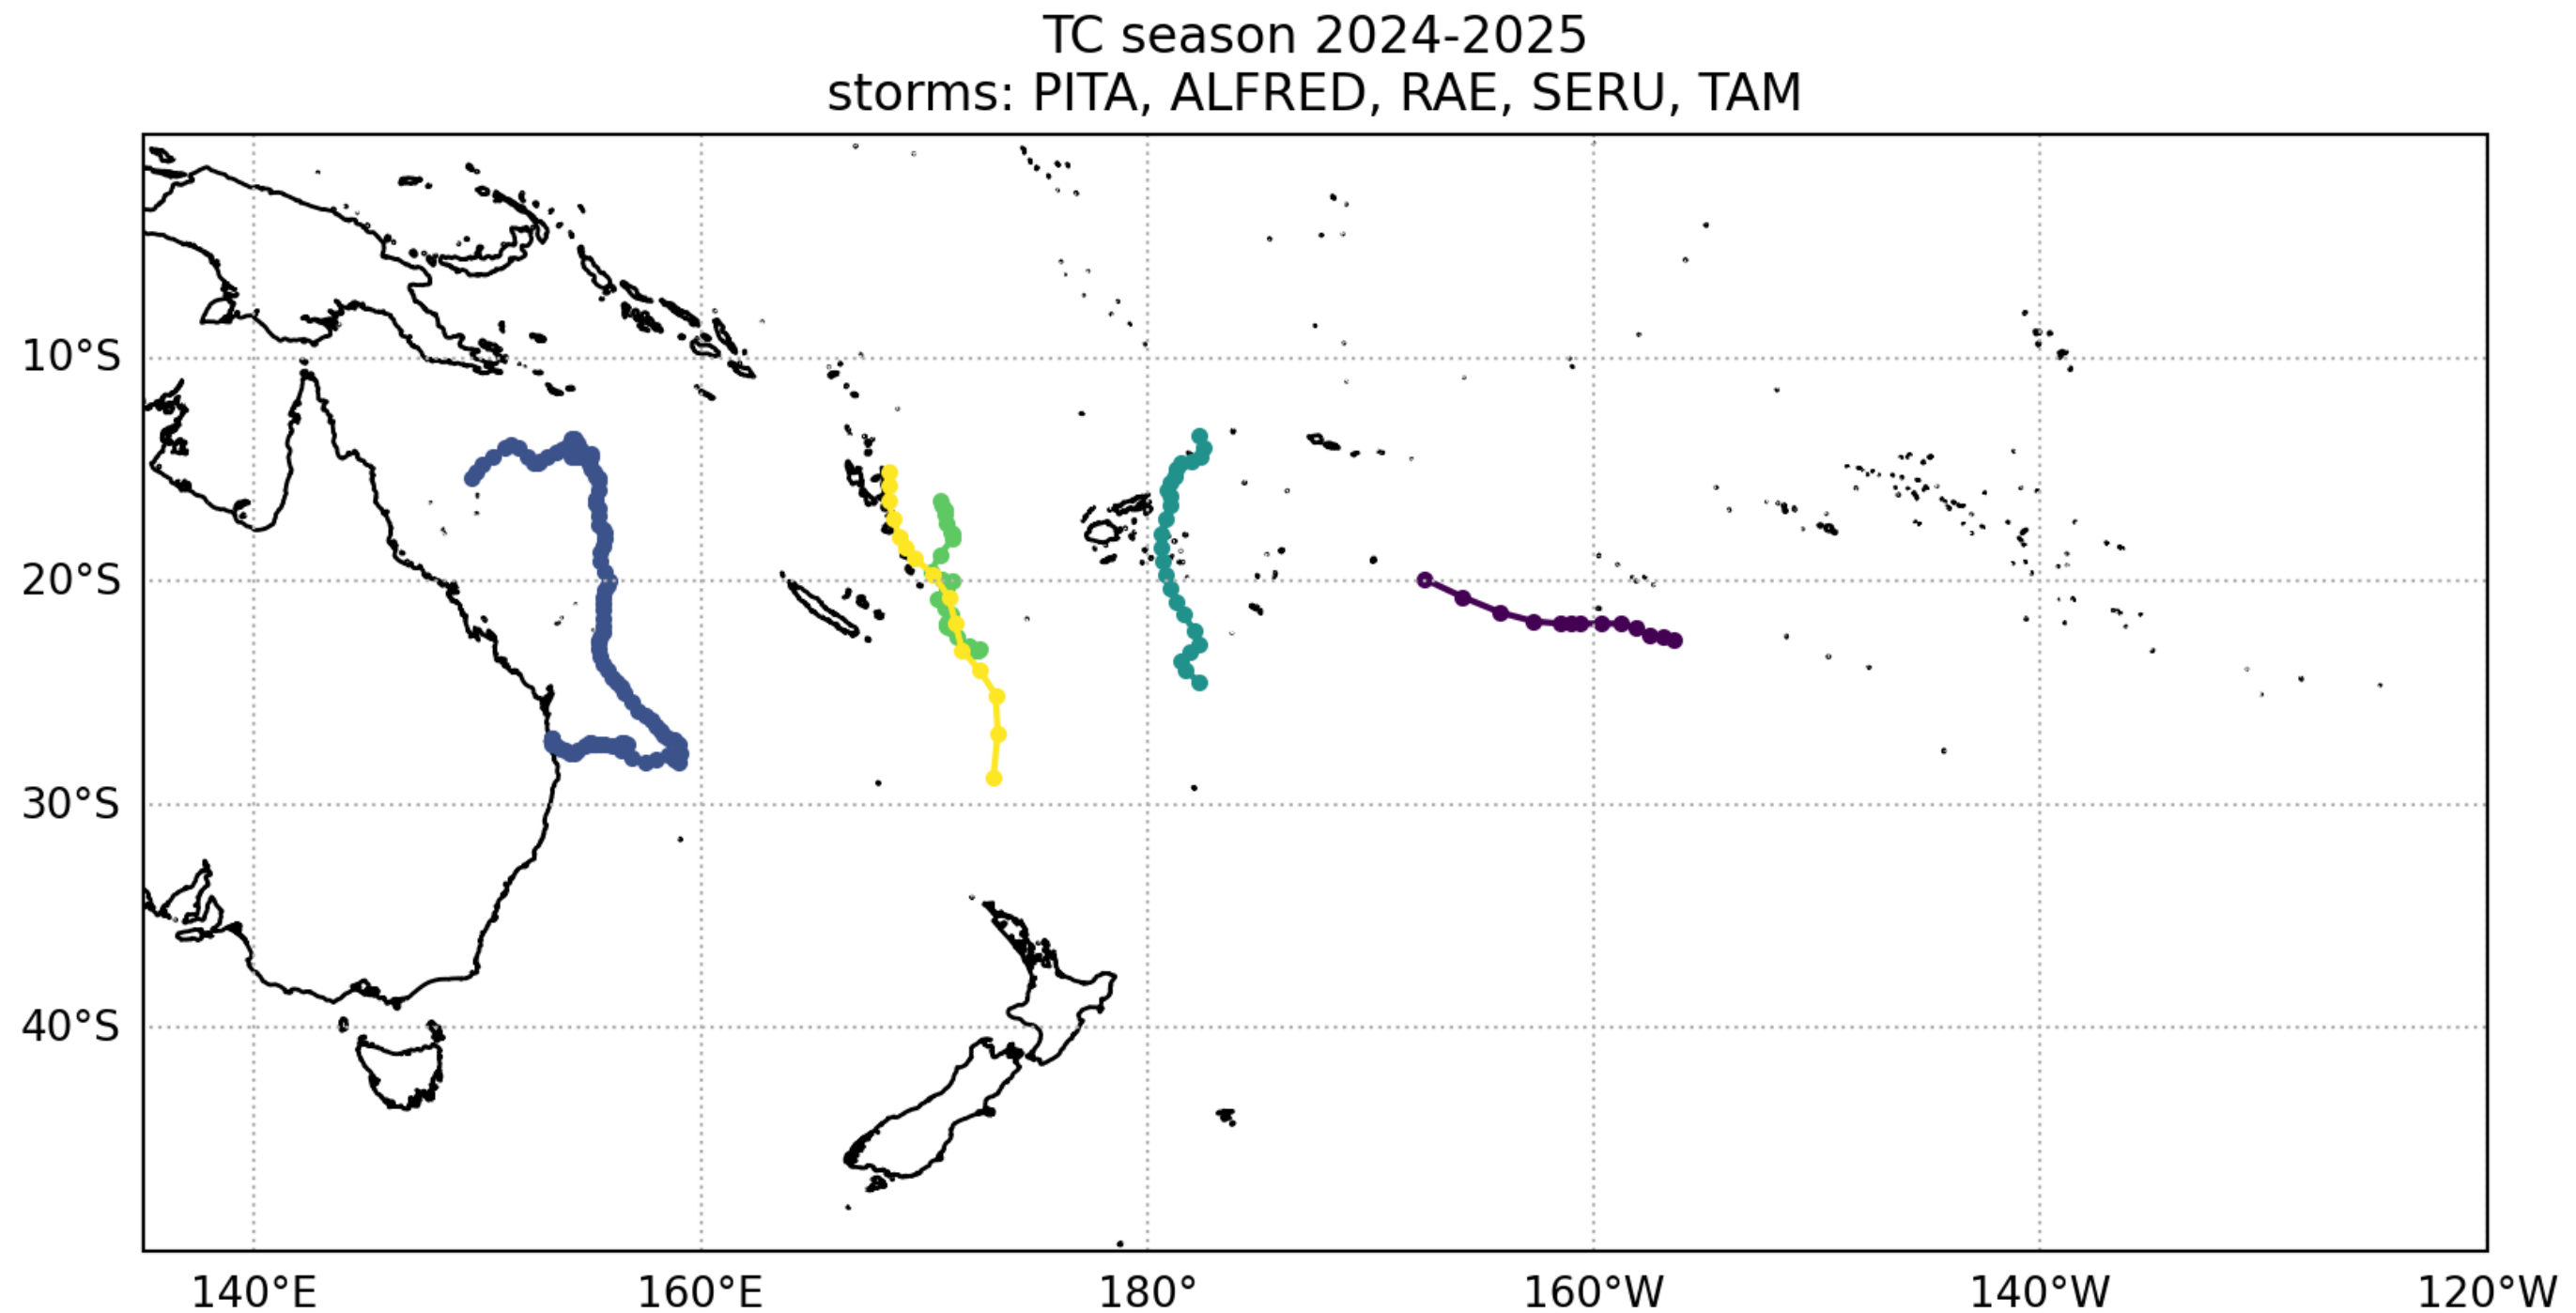 TC season 2024-2025
storms: PITA, ALFRED, RAE, SERU, TAM
10°S
20°S
30°S
40°S
140°E 160°E 180° 160°W 140°W 120°W